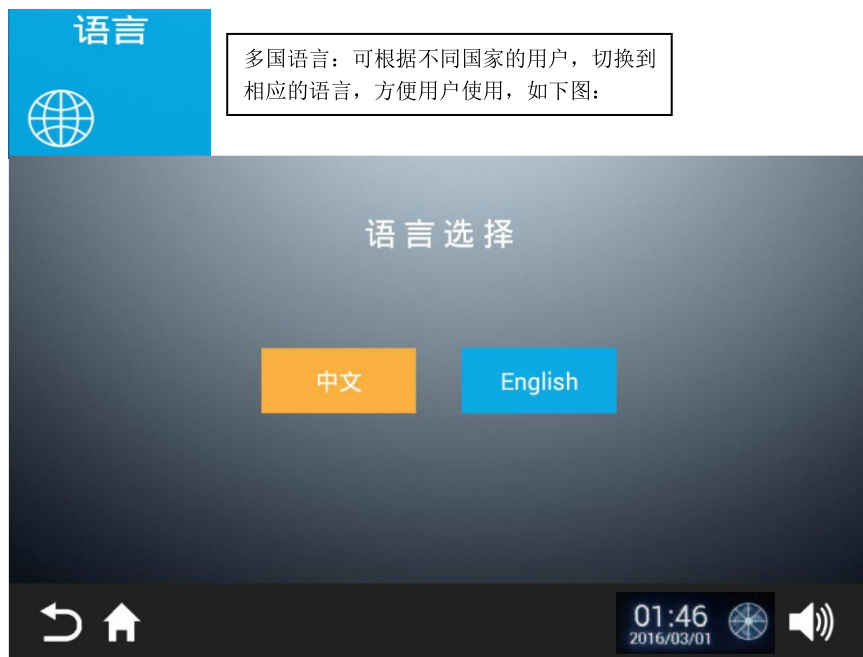 语言
多国语言：可根据不同国家的用户，切换到
相应的语言，方便用户使用，如下图：
语言选择
中文
English
01:46
2016/03/01